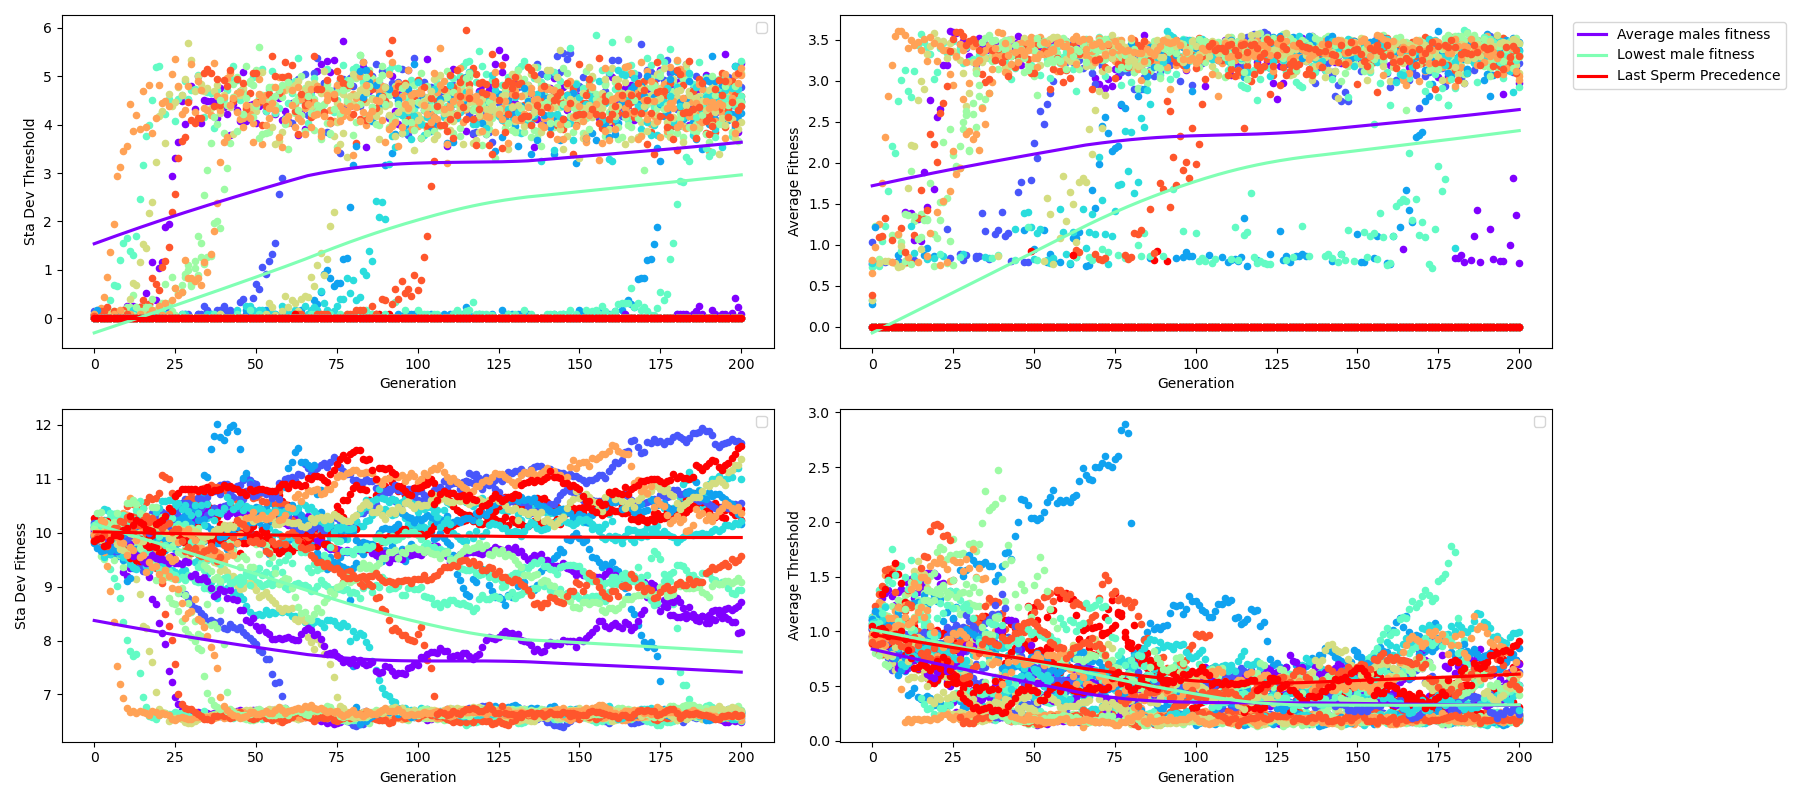 6
5
4
3
2
1
0
Sta Dev Threshold
0 25 50 75 100 125 150 175 200
Generation
3.5
3.0
2.5
2.0
1.5
1.0
0.5
0.0
Average Fitness
0 25 50 75 100 125 150 175 200
Generation
Average males fitness
Lowest male fitness
Last Sperm Precedence
12
11
10
9
8
7
Sta Dev Fitness
0 25 50 75 100 125 150 175 200
Generation
3.0
2.5
2.0
1.5
1.0
0.5
0.0
Average Threshold
0 25 50 75 100 125 150 175 200
Generation